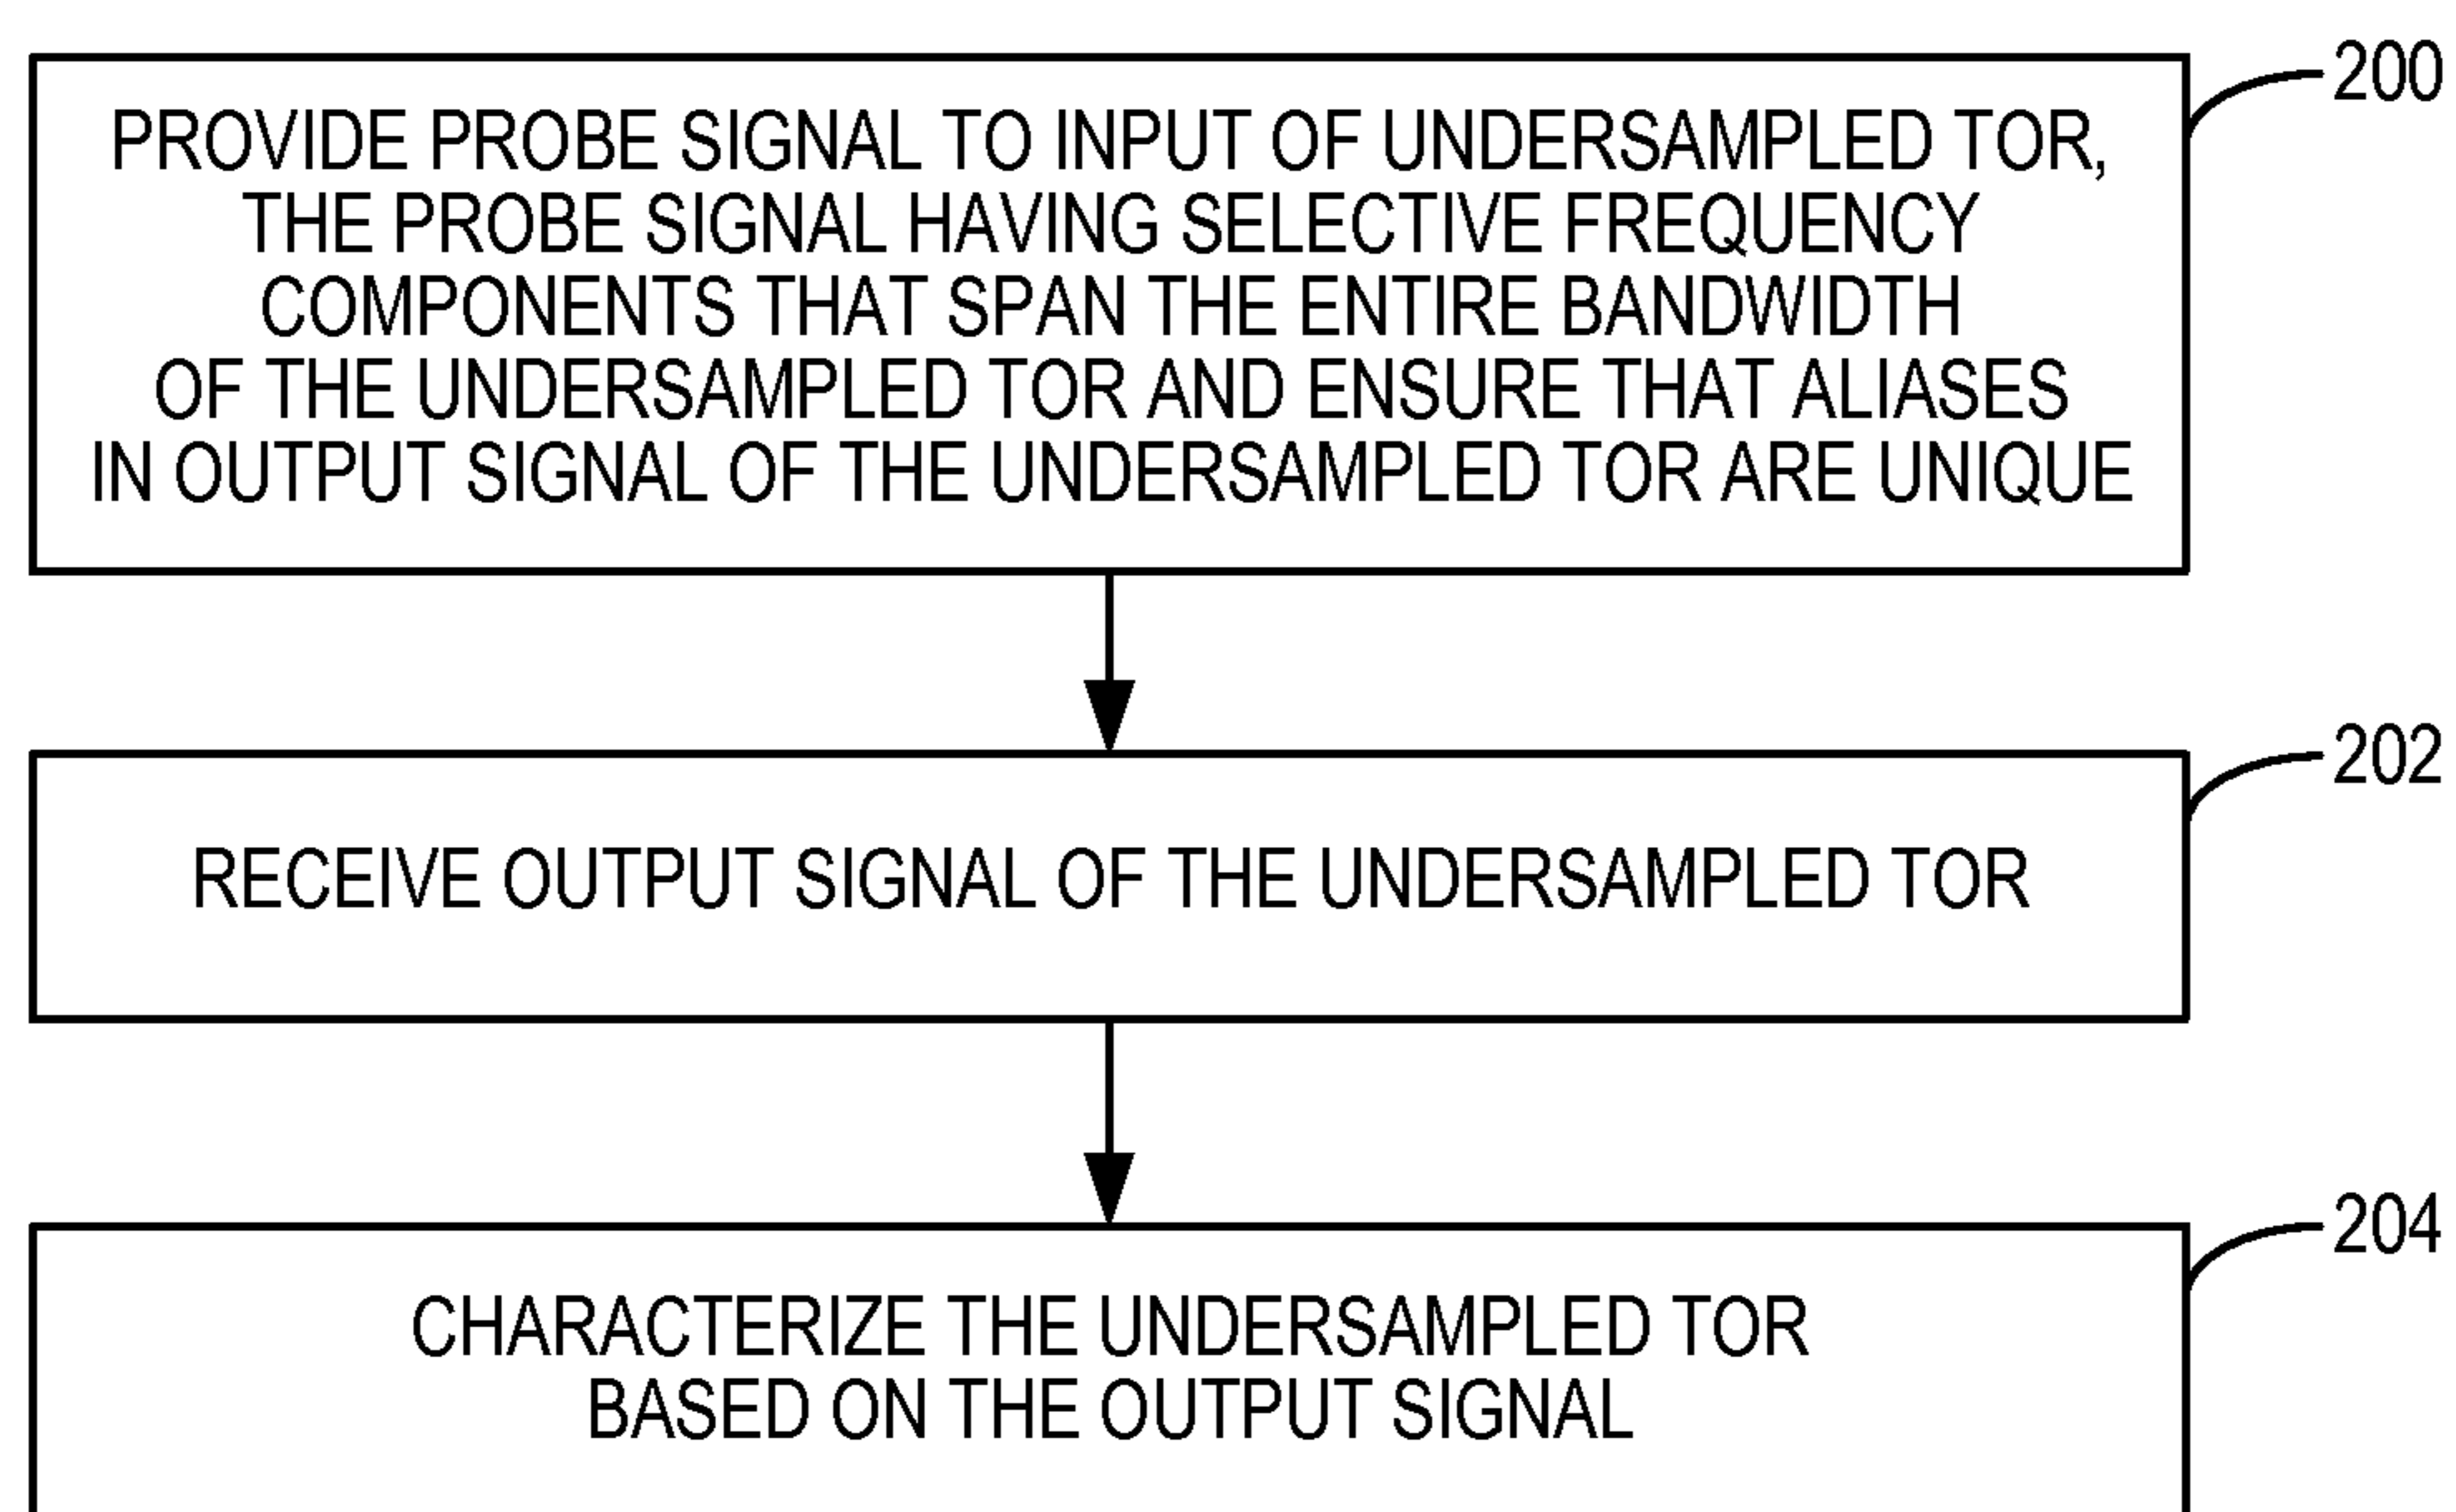 200
PROVIDE PROBE SIGNAL TO INPUT OF UNDERSAMPLED TOR,
THE PROBE SIGNAL HAVING SELECTIVE FREQUENCY
COMPONENTS THAT SPAN THE ENTIRE BANDWIDTH
OF THE UNDERSAMPLED TOR AND ENSURE THAT ALIASES
IN OUTPUT SIGNAL OF THE UNDERSAMPLED TOR ARE UNIQUE
202
RECEIVE OUTPUT SIGNAL OF THE UNDERSAMPLED TOR
204
CHARACTERIZE THE UNDERSAMPLED TOR
BASED ON THE OUTPUT SIGNAL